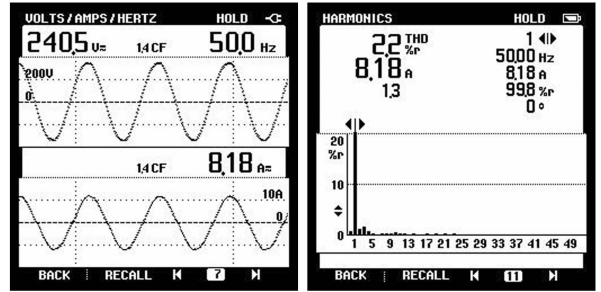 VOLTS/AMPS/HERTZ HOLD
240.5 V≂ 1.4 CF 50.0 Hz
200V
0
1.4 CF 8.18 A≂
10A
0
BACK RECALL 7
HARMONICS HOLD
2.2 THD %r 1
50.00 Hz
8.18 A 8.18 A
1.3 99.8 %r
0 °
20
%r
10
0
1 5 9 13 17 21 25 29 33 37 41 45 49
BACK RECALL 11